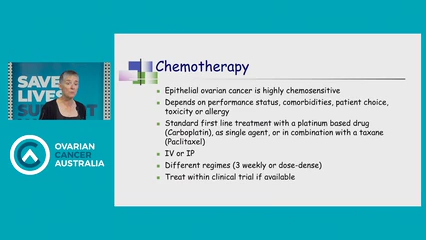 SAVE
LIVES
SUPPORT
OVARIAN
CANCER
AUSTRALIA
Chemotherapy
Epithelial ovarian cancer is highly chemosensitive
Depends on performance status, comorbidities, patient choice,
toxicity or allergy
Standard first line treatment with a platinum based drug
(Carboplatin), as single agent, or in combination with a taxane
(Paclitaxel)
IV or IP
Different regimes (3 weekly or dose-dense)
Treat within clinical trial if available